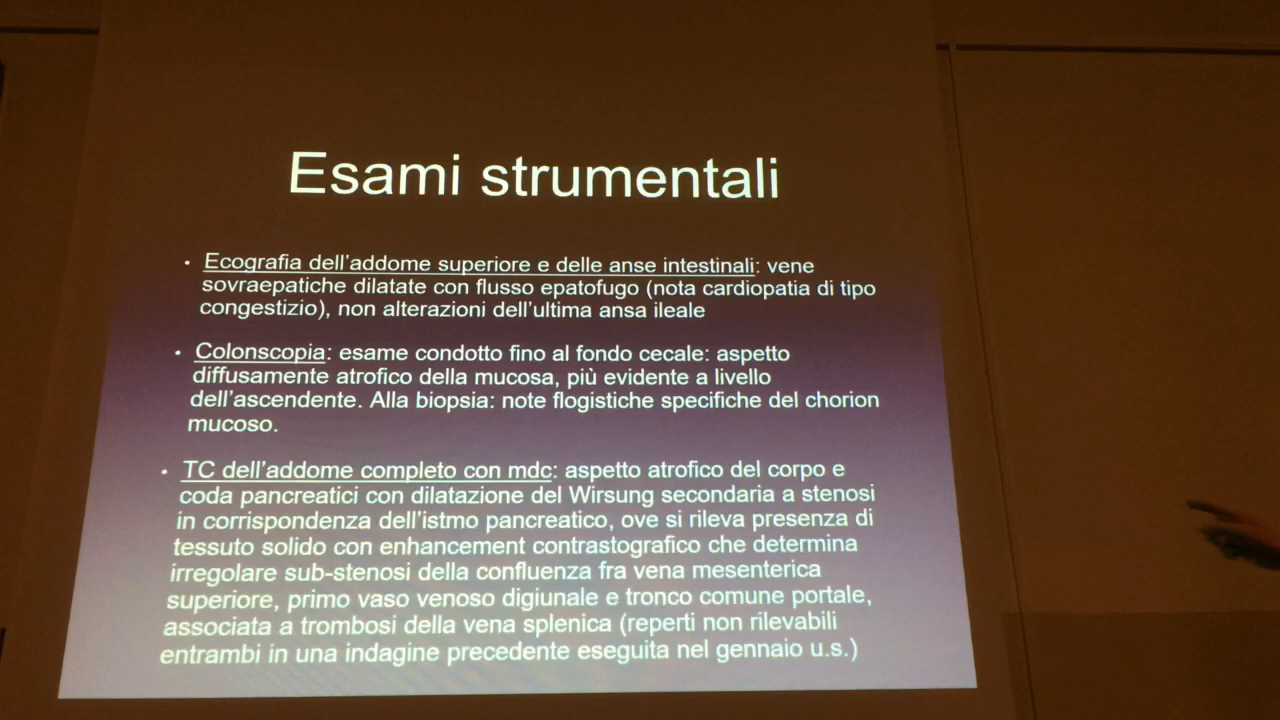 Esami strumentali
• Ecografia dell'addome superiore e delle anse intestinali: vene
sovraepatiche dilatate con flusso epatofugo (nota cardiopatia di tipo
congestizio), non alterazioni dell'ultima ansa ileale
• Colonscopia: esame condotto fino al fondo cecale: aspetto
diffusamente atrofico della mucosa, più evidente a livello
dell'ascendente. Alla biopsia: note flogistiche specifiche del chorion
mucoso.
• TC dell'addome completo con mdc: aspetto atrofico del corpo e
coda pancreatici con dilatazione del Wirsung secondaria a stenosi
in corrispondenza dell'istmo pancreatico, ove si rileva presenza di
tessuto solido con enhancement contrastografico che determina
irregolare sub-stenosi della confluenza fra vena mesenterica
superiore, primo vaso venoso digiunale e tronco comune portale,
associata a trombosi della vena splenica (reperti non rilevabili
entrambi in una indagine precedente eseguita nel gennaio u.s.)